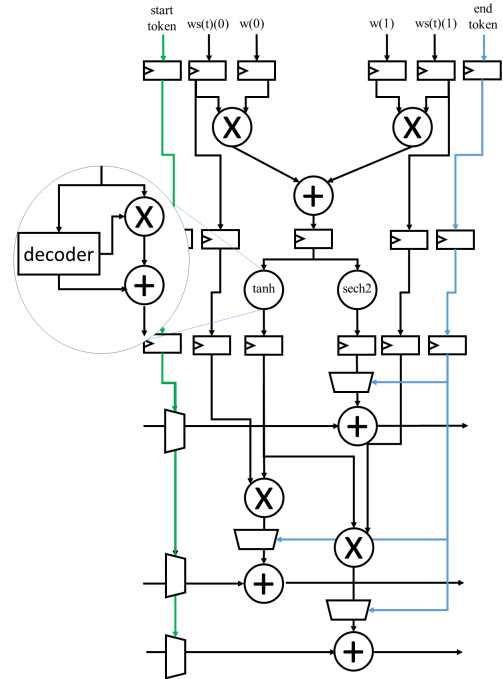 start
token
ws(t)(0)
w(0)
w(1)
ws(t)(1)
end
token
X
X
+
X
decoder
+
tanh
sech2
+
X
X
+
+